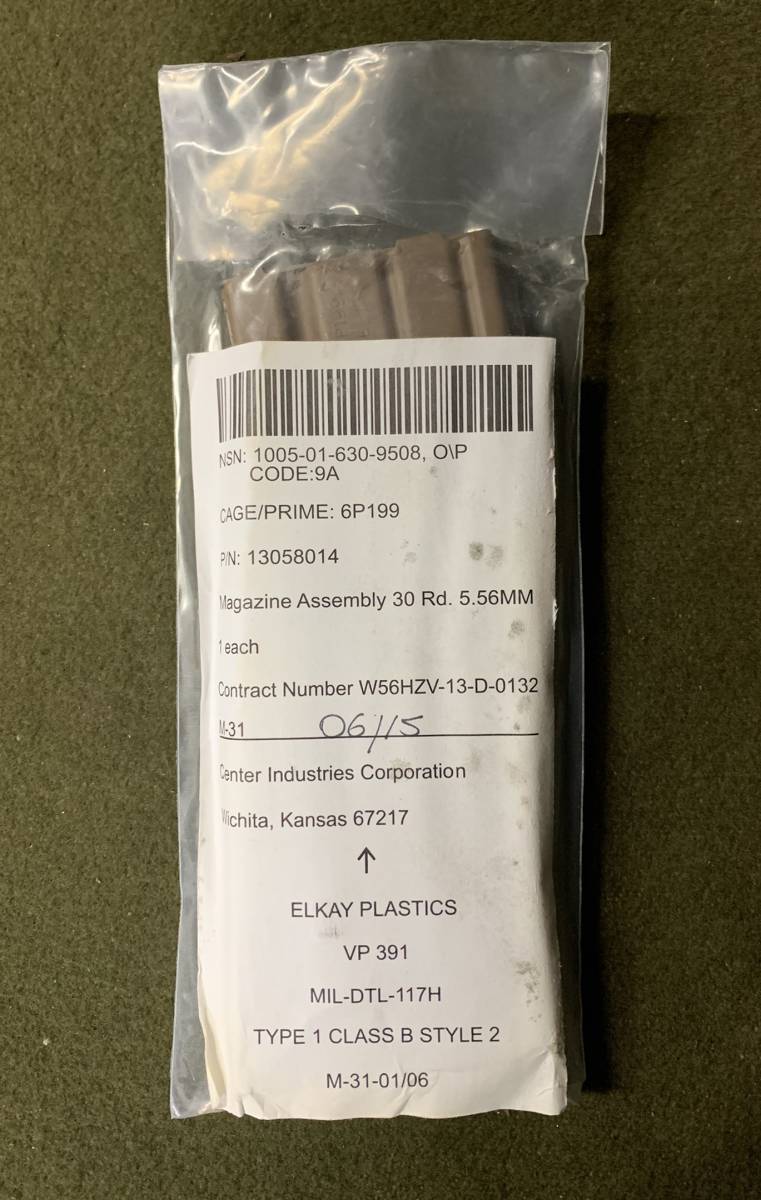 NSN: 1005-01-630-9508, O\P
CODE:9A
CAGE/PRIME: 6P199
P/N: 13058014
Magazine Assembly 30 Rd. 5.56MM
1 each
Contract Number W56HZV-13-D-0132
M-31 06/15
Center Industries Corporation
Wichita, Kansas 67217
↑
ELKAY PLASTICS
VP 391
MIL-DTL-117H
TYPE 1 CLASS B STYLE 2
M-31-01/06